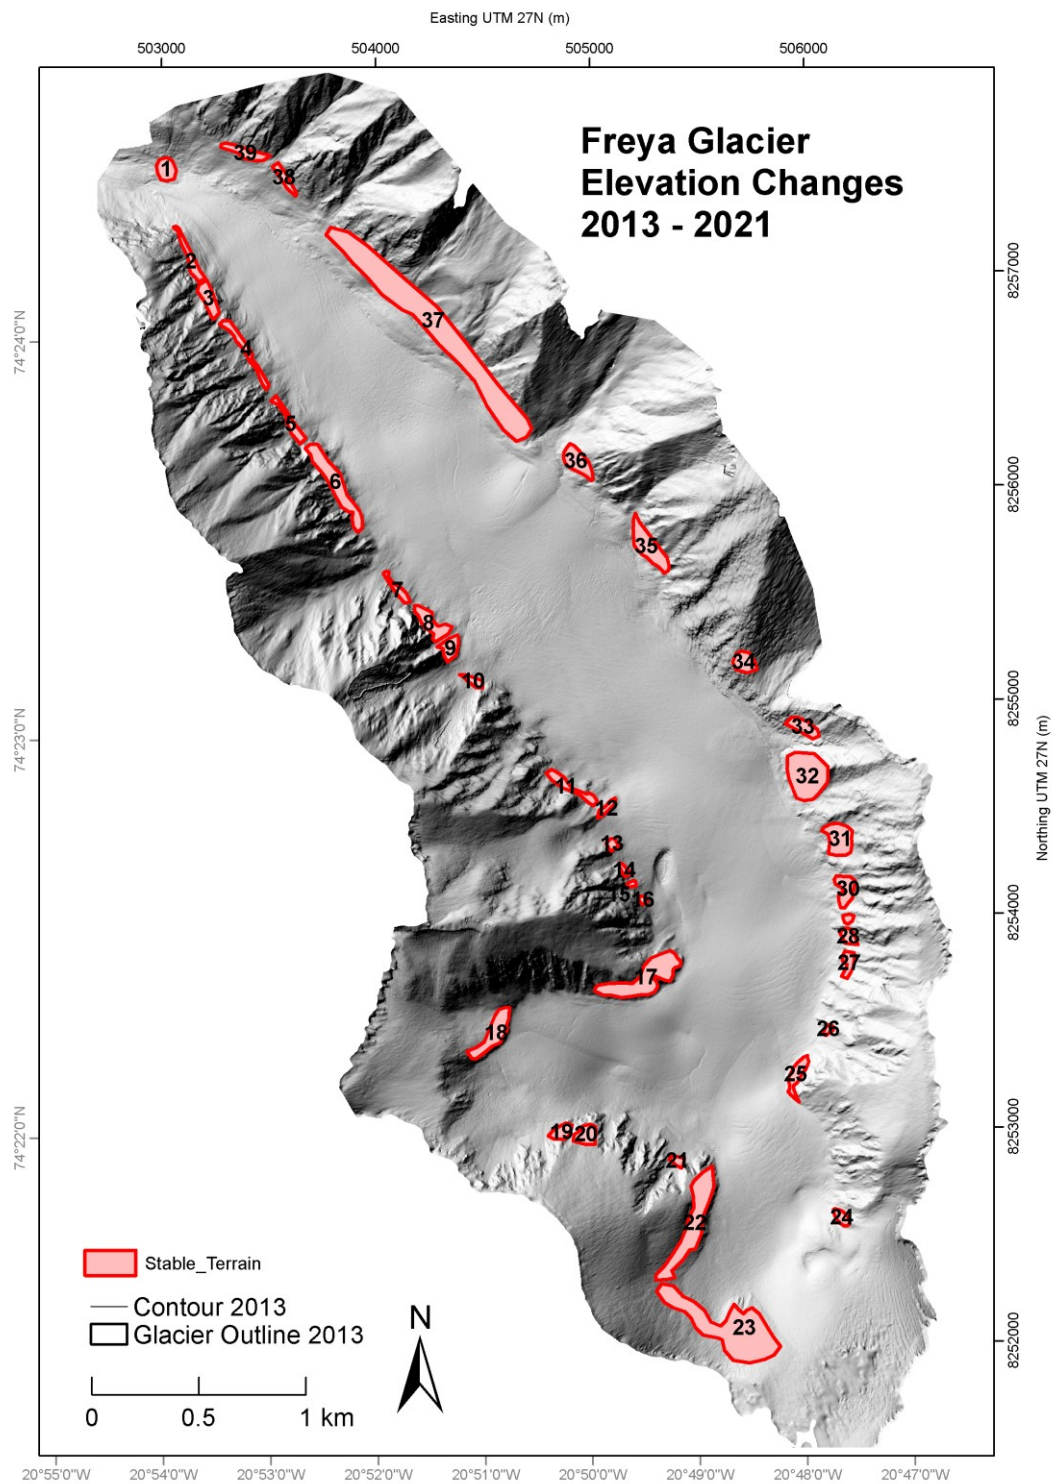 Easting UTM 27N (m)
503000 504000 505000 506000
Freya Glacier
Elevation Changes
2013 - 2021
39
1
38
2
8257000
3
37
74°24'0"N
4
5
36
6
8256000
35
7
8
9
34
10
8255000
33
74°23'0"N
32
11
12
Northing UTM 27N (m)
31
13
14
30
15
16
8254000
28
27
17
26
18
25
8253000
19
20
74°22'0"N
21
24
22
Stable_Terrain
Contour 2013
N
23
Glacier Outline 2013
8252000
0 0.5 1 km
20°55'0"W 20°54'0"W 20°53'0"W 20°52'0"W 20°51'0"W 20°50'0"W 20°49'0"W 20°48'0"W 20°47'0"W